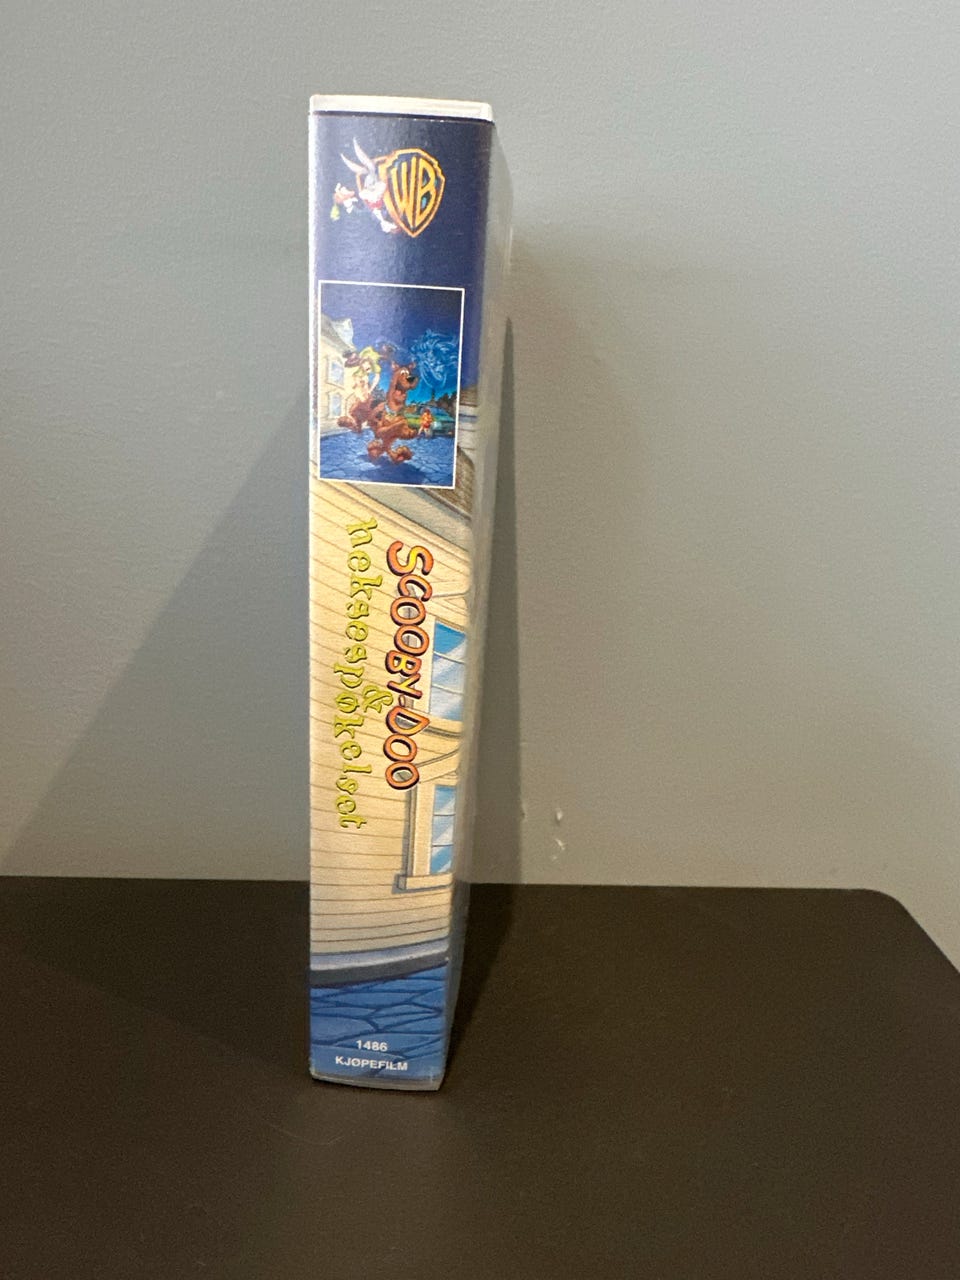 WB
SCOOBY-DOO
&
heksespøkelset
1486
KJØPEFILM